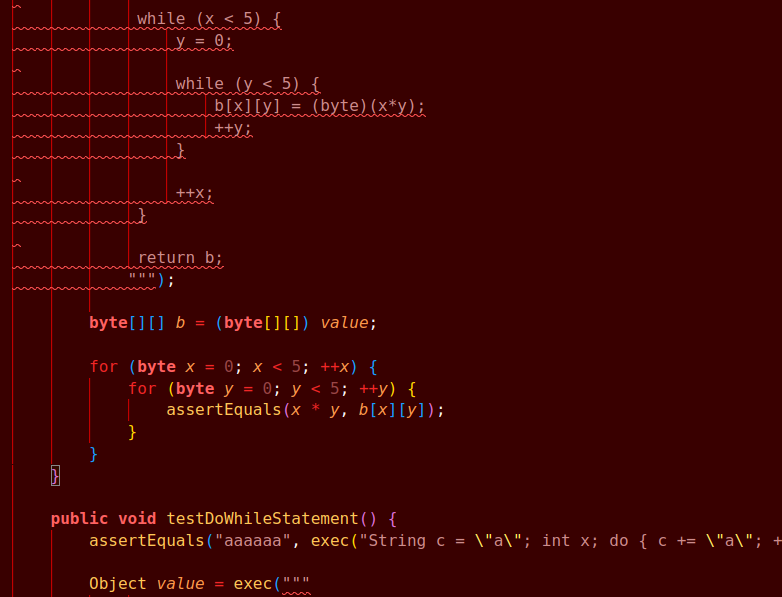 while (x < 5) {
y = 0;
while (y < 5) {
b[x][y] = (byte)(x*y);
++y;
}
++x;
}
return b;
""");
byte[][] b = (byte[][]) value;
for (byte x = 0; x < 5; ++x) {
for (byte y = 0; y < 5; ++y) {
assertEquals(x * y, b[x][y]);
}
}
}
public void testDoWhileStatement() {
assertEquals("aaaaaa", exec("String c = \"a\"; int x; do { c += \"a\"; +
Object value = exec("""